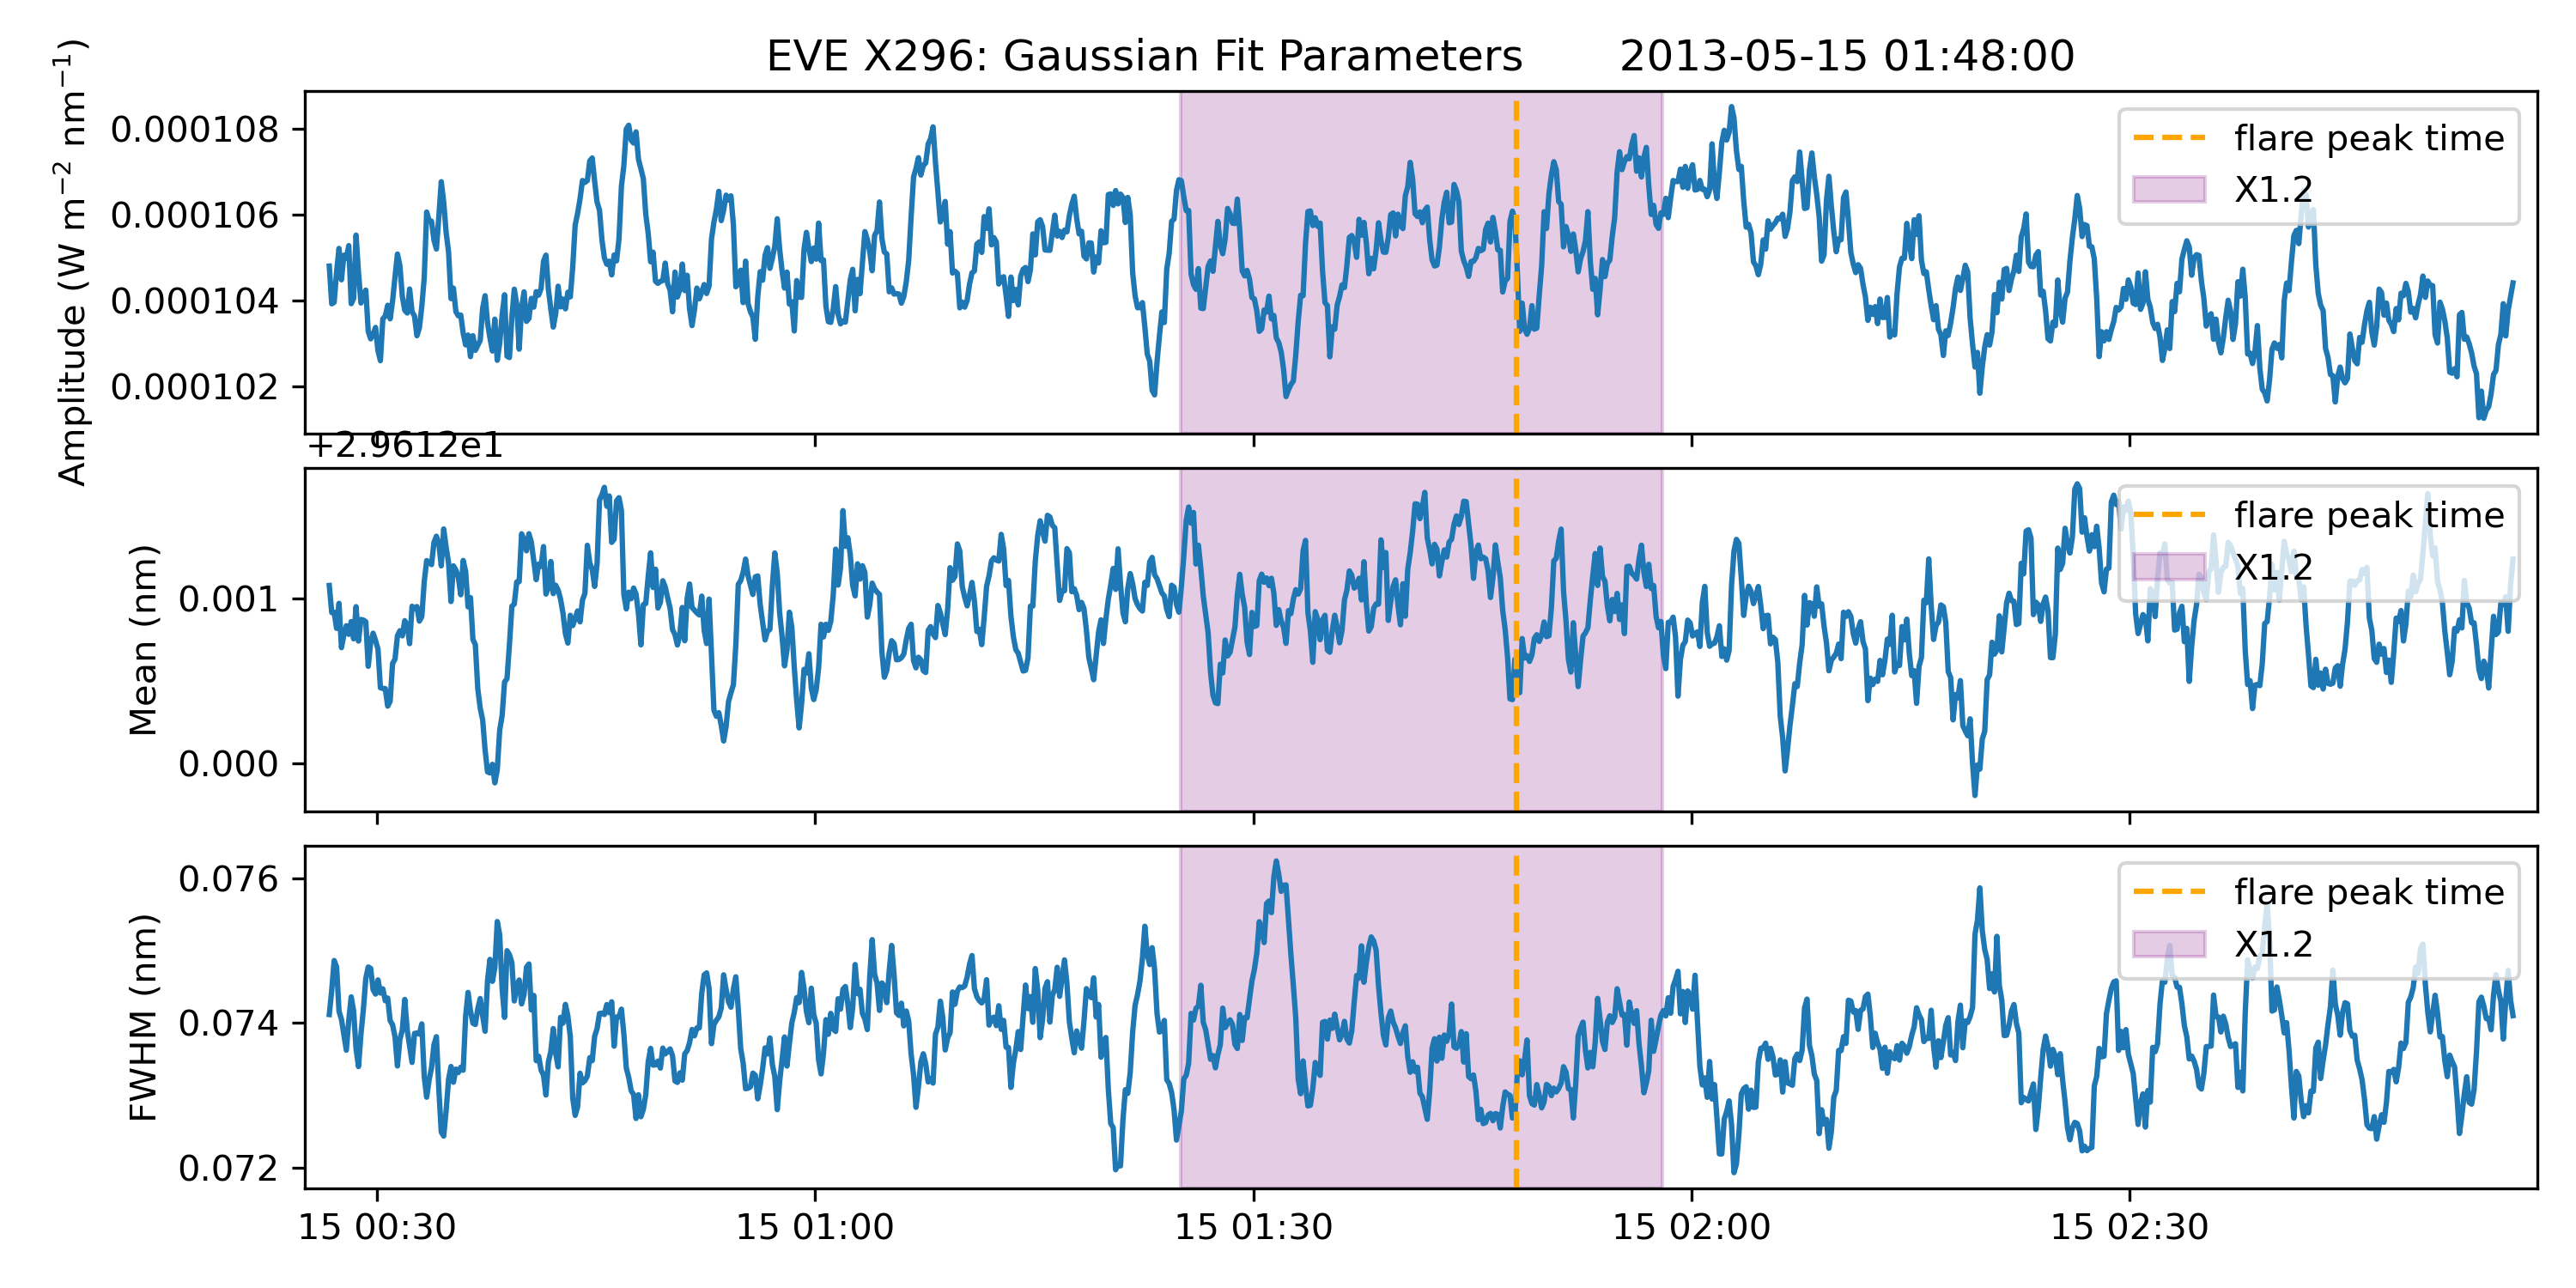 EVE X296: Gaussian Fit Parameters 2013-05-15 01:48:00
Amplitude (W m⁻² nm⁻¹)
0.000108
0.000106
0.000104
0.000102
flare peak time
X1.2
+2.9612e1
Mean (nm)
0.001
0.000
flare peak time
X1.2
FWHM (nm)
0.076
0.074
0.072
flare peak time
X1.2
15 00:30 15 01:00 15 01:30 15 02:00 15 02:30